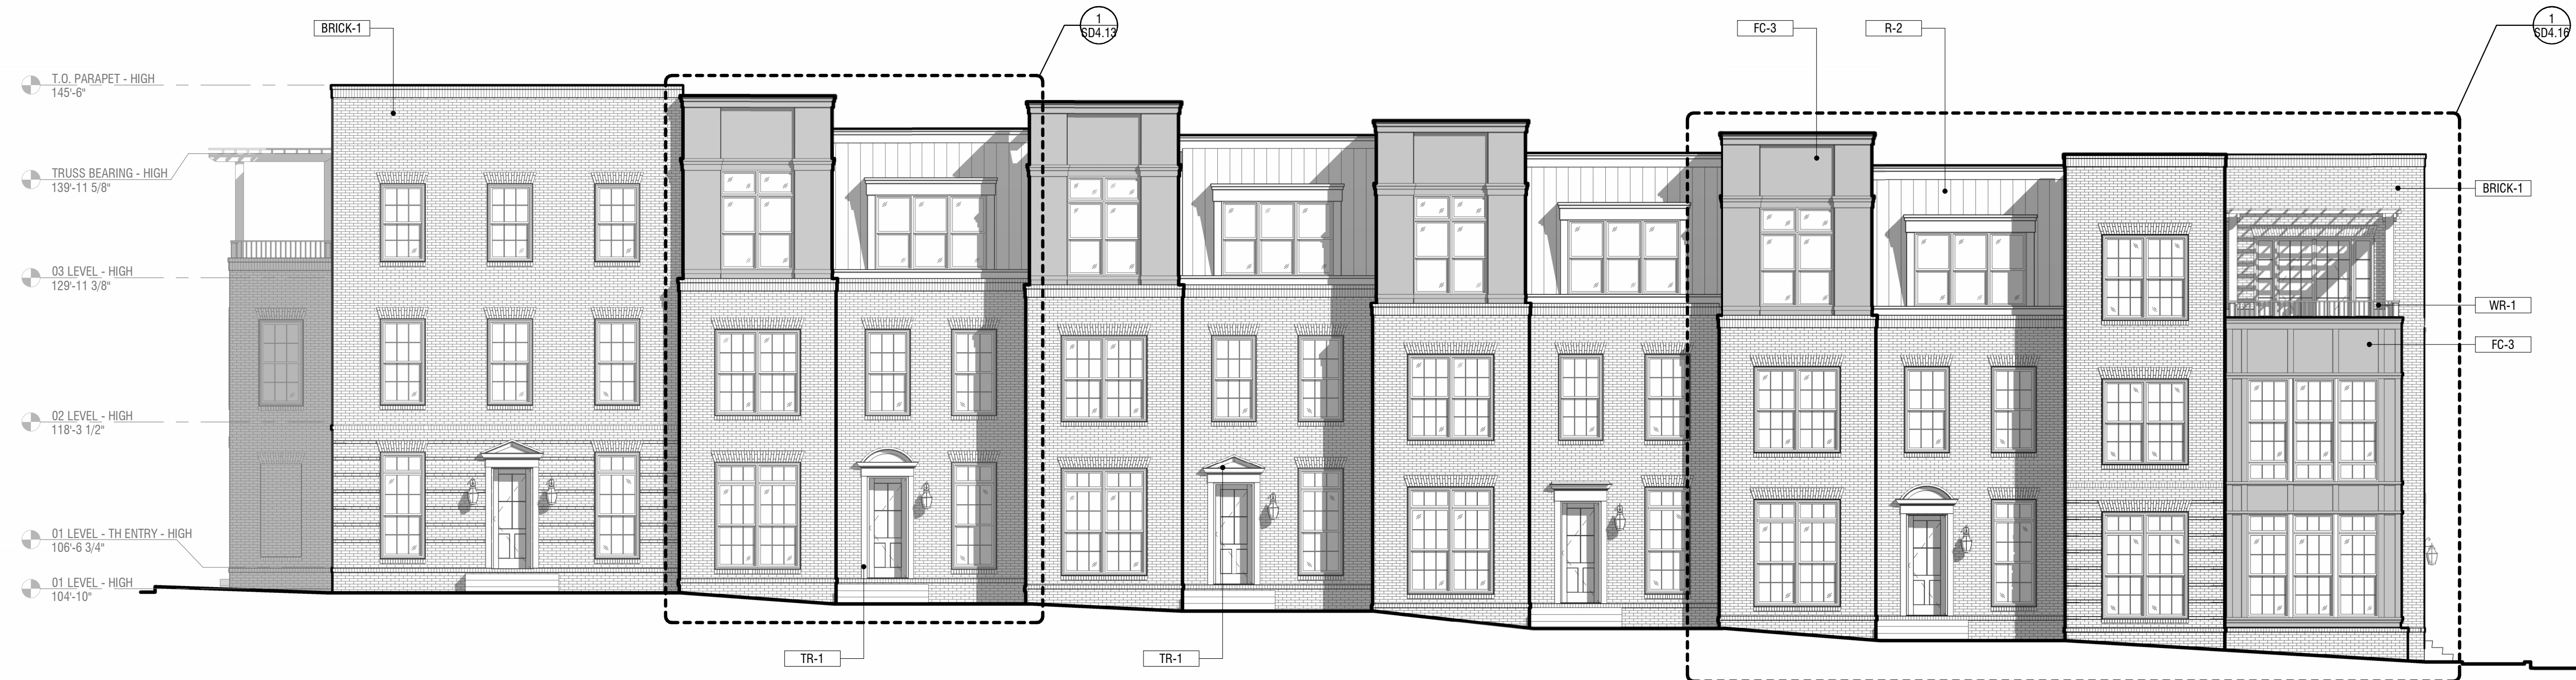 BRICK-1
1
SD4.13
FC-3
R-2
1
SD4.16
T.O. PARAPET - HIGH
145'-6"
TRUSS BEARING - HIGH
139'-11 5/8"
BRICK-1
03 LEVEL - HIGH
129'-11 3/8"
WR-1
FC-3
02 LEVEL - HIGH
118'-3 1/2"
01 LEVEL - TH ENTRY - HIGH
106'-6 3/4"
01 LEVEL - HIGH
104'-10"
TR-1
TR-1